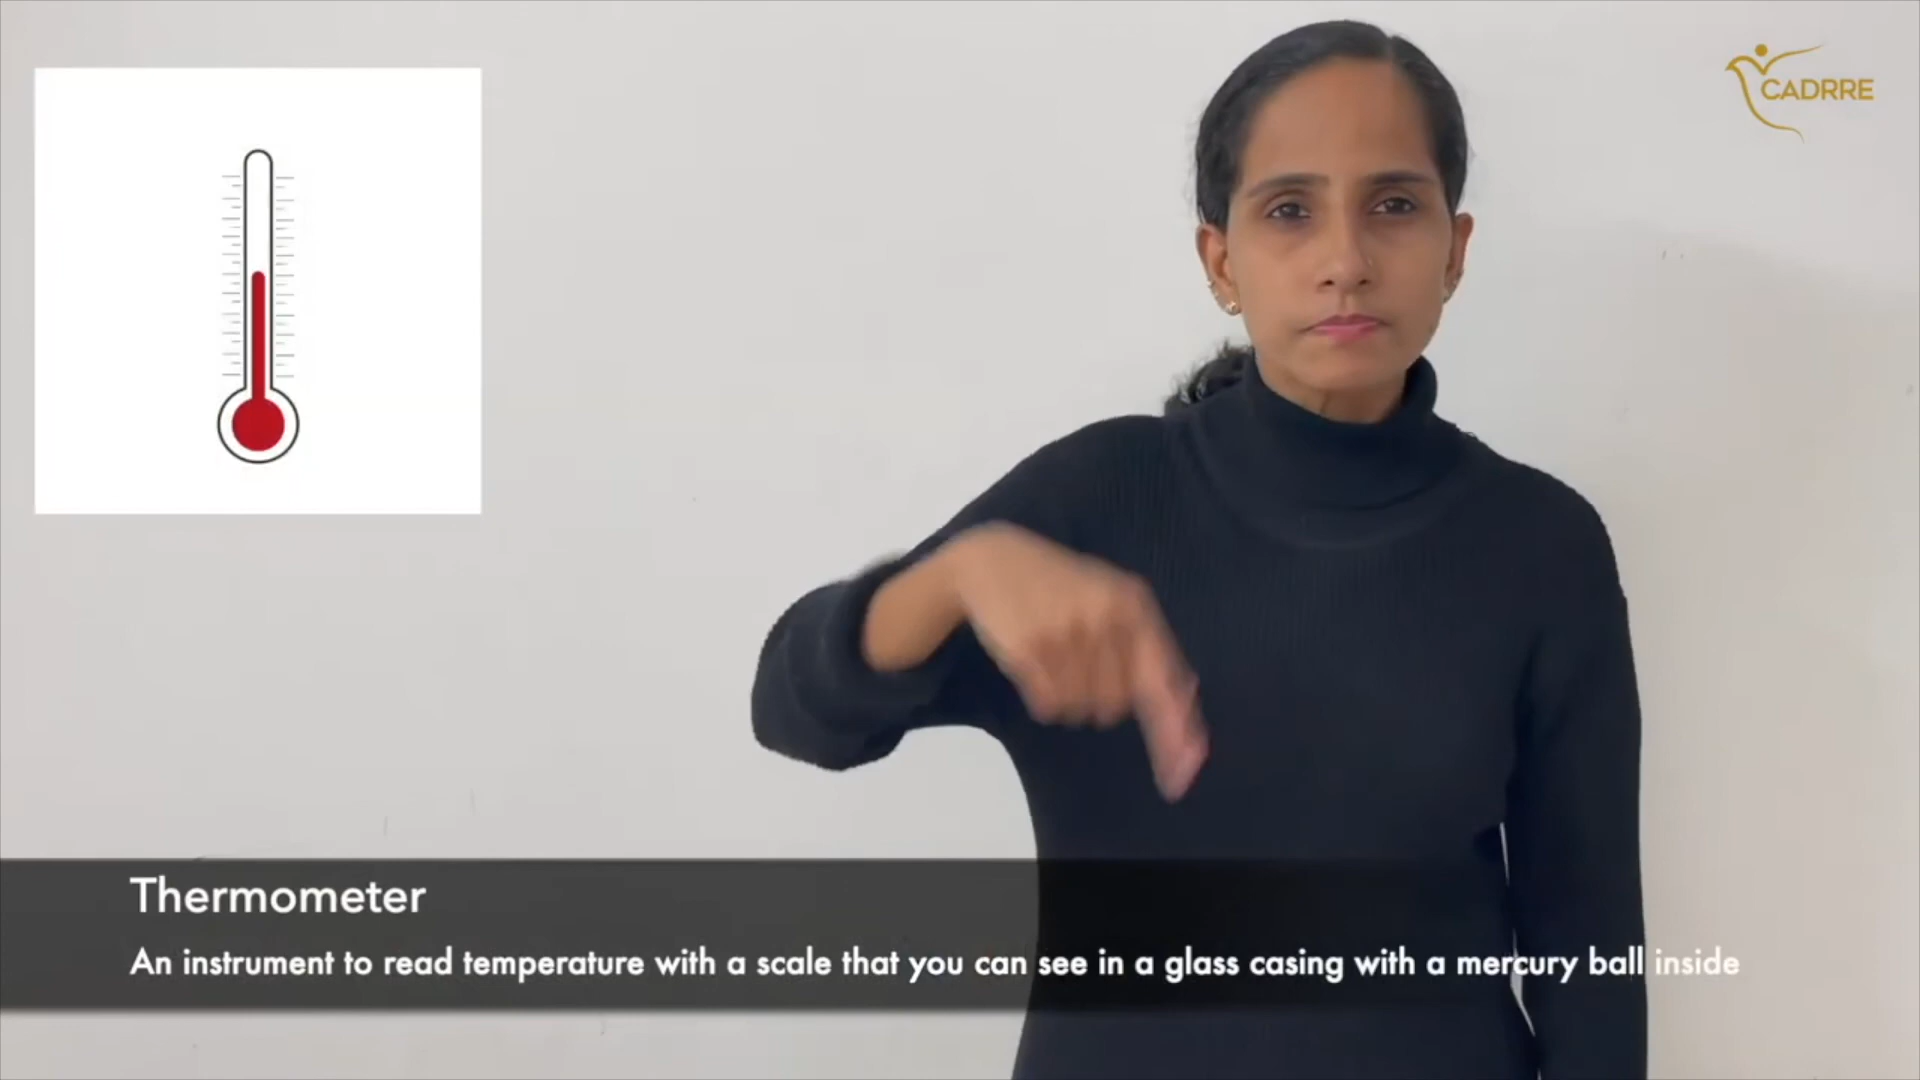 CADRRE
Thermometer
An instrument to read temperature with a scale that you can see in a glass casing with a mercury ball inside